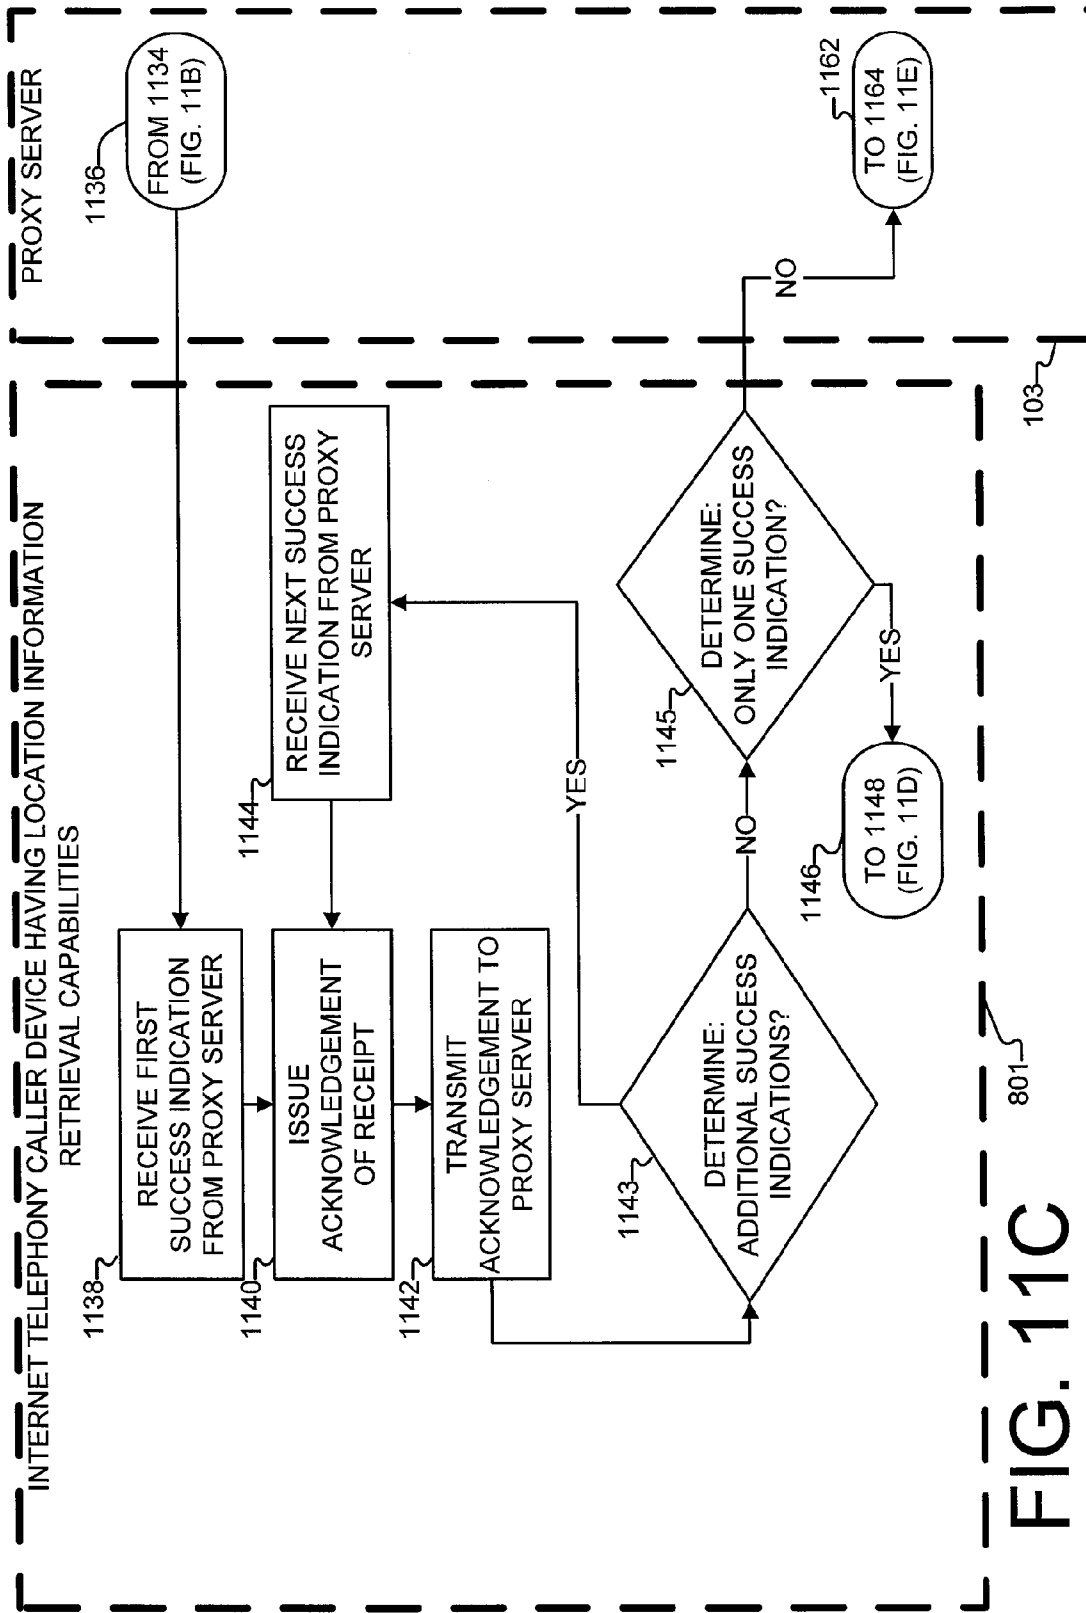 INTERNET TELEPHONY CALLER DEVICE HAVING LOCATION INFORMATION
RETRIEVAL CAPABILITIES
PROXY SERVER
1136
FROM 1134
(FIG. 11B)
1138
RECEIVE FIRST
SUCCESS INDICATION
FROM PROXY SERVER
1144
RECEIVE NEXT SUCCESS
INDICATION FROM PROXY
SERVER
1140
ISSUE
ACKNOWLEDGEMENT
OF RECEIPT
1142
TRANSMIT
ACKNOWLEDGEMENT TO
PROXY SERVER
YES
1143
DETERMINE:
ADDITIONAL SUCCESS
INDICATIONS?
NO
1145
DETERMINE:
ONLY ONE SUCCESS
INDICATION?
NO
1162
TO 1164
(FIG. 11E)
YES
1146
TO 1148
(FIG. 11D)
801
103
FIG. 11C